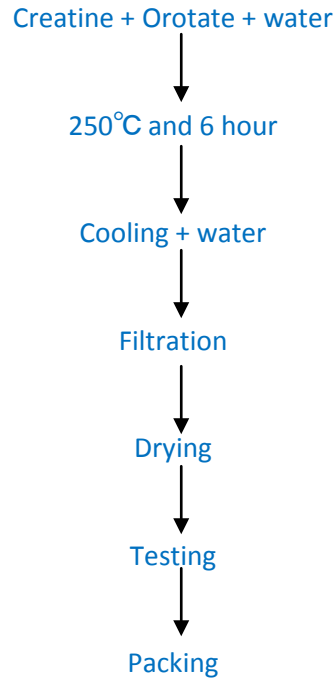 Creatine + Orotate + water
250℃ and 6 hour
Cooling + water
Filtration
Drying
Testing
Packing